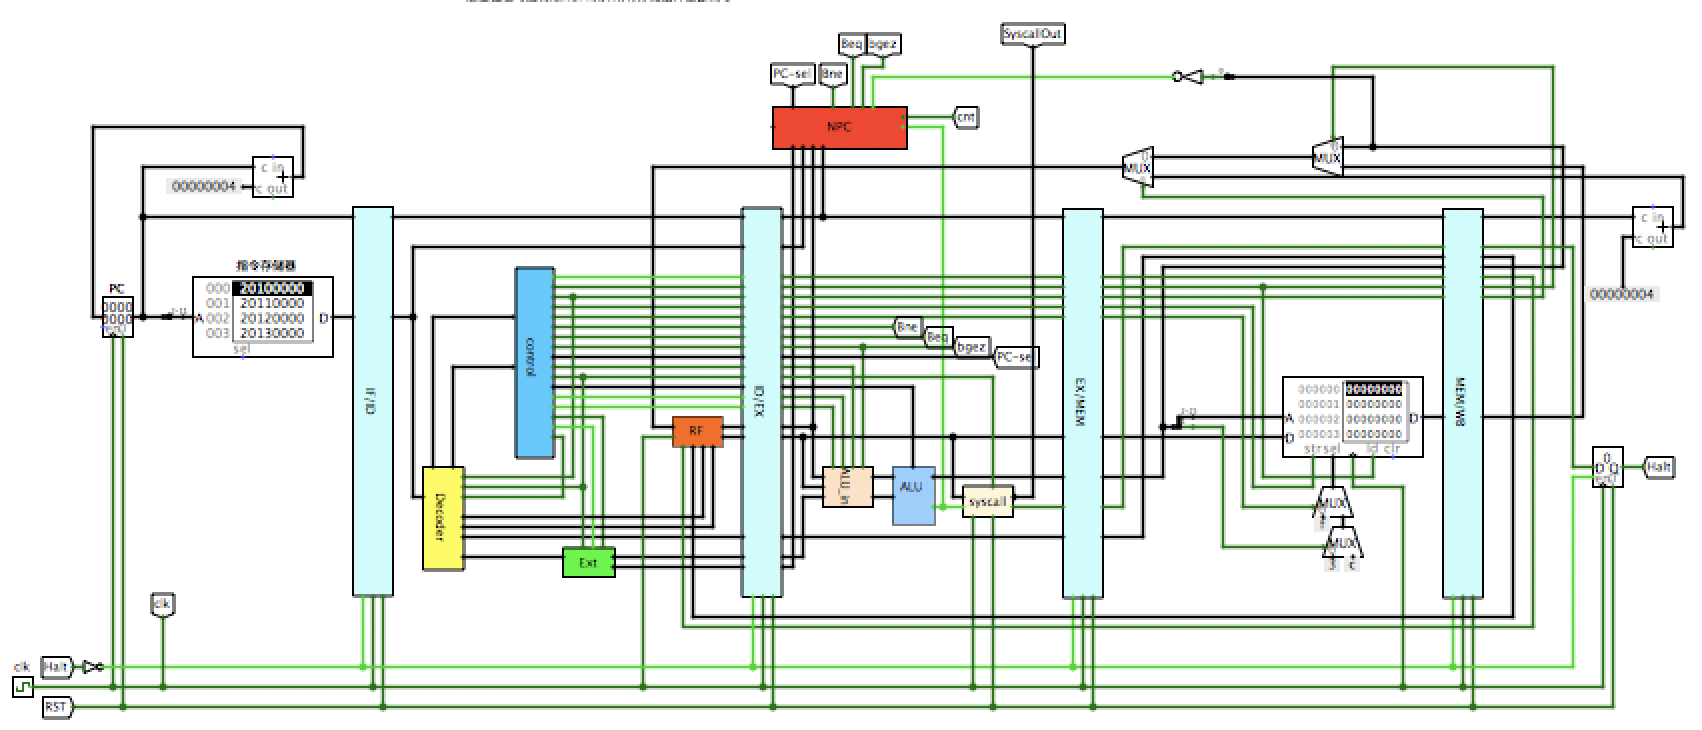 SyscallOut
Beq
bgez
PC-sel
Bne
NPC
cnt
MUX
MUX
c in
+
c out
00000004
c in
+
c out
00000004
指令存储器
PC
000 20100000
001 20110000
002 20120000
003 20130000
A
D
sel
IF/ID
control
Decoder
Ext
RF
ID/EX
Bne
Beq
bgez
ALU
syscall
EX/MEM
000000 00000000
000001 00000000
000002 00000000
000003 00000000
A
D
D
str sel ld clr
MUX
MUX
MEM/WB
D Q
Halt
clk
clk
Halt
RST